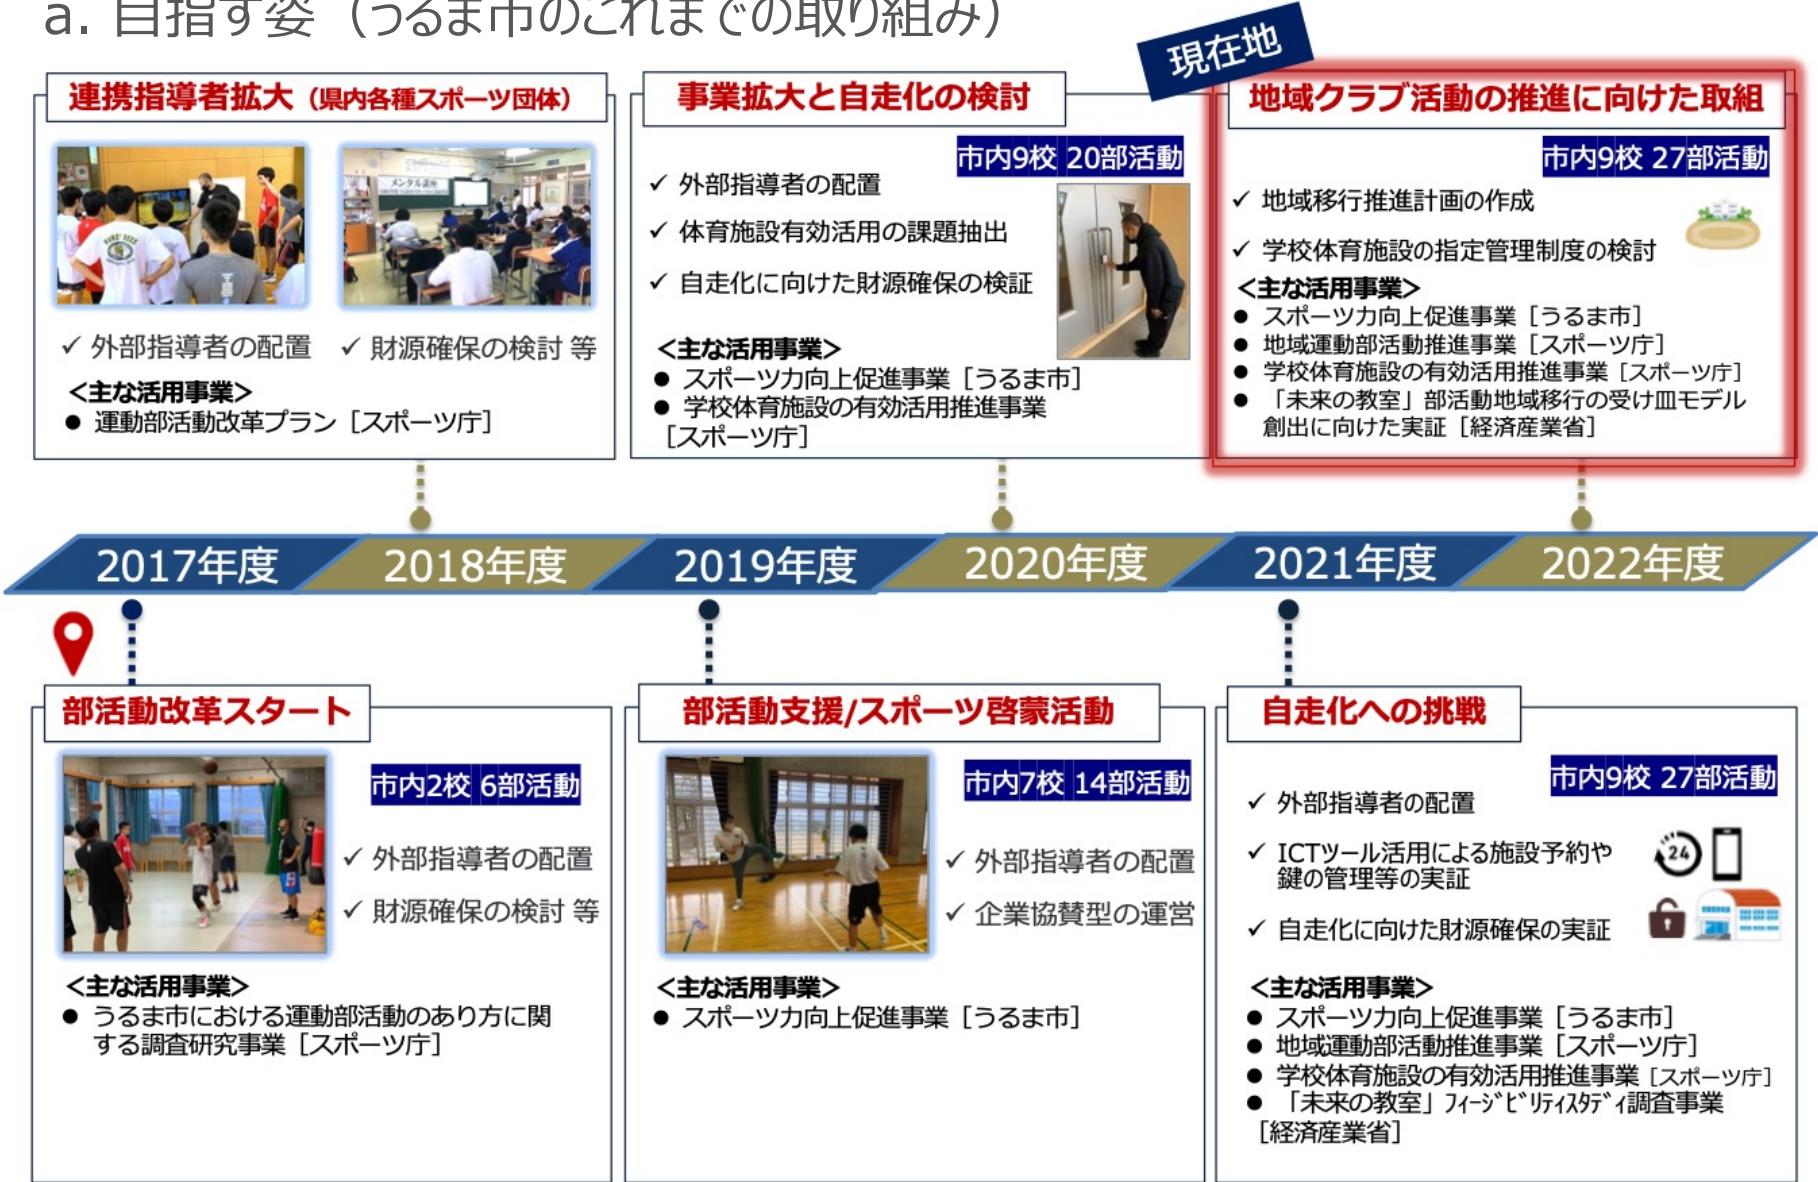 a. 目指す姿（うるま市のこれまでの取り組み）
現在地
連携指導者拡大（県内各種スポーツ団体）
メンタル講座
✓ 外部指導者の配置
✓ 財源確保の検討 等
＜主な活用事業＞
● 運動部活動改革プラン［スポーツ庁］
事業拡大と自走化の検討
市内9校 20部活動
✓ 外部指導者の配置
✓ 体育施設有効活用の課題抽出
✓ 自走化に向けた財源確保の検証
＜主な活用事業＞
● スポーツ力向上促進事業［うるま市］
● 学校体育施設の有効活用推進事業
［スポーツ庁］
地域クラブ活動の推進に向けた取組
市内9校 27部活動
✓ 地域移行推進計画の作成
✓ 学校体育施設の指定管理制度の検討
＜主な活用事業＞
● スポーツ力向上促進事業［うるま市］
● 地域運動部活動推進事業［スポーツ庁］
● 学校体育施設の有効活用推進事業［スポーツ庁］
● 「未来の教室」部活動地域移行の受け皿モデル
創出に向けた実証［経済産業省］
2017年度
2018年度
2019年度
2020年度
2021年度
2022年度
部活動改革スタート
市内2校 6部活動
✓ 外部指導者の配置
✓ 財源確保の検討 等
＜主な活用事業＞
● うるま市における運動部活動のあり方に関
する調査研究事業［スポーツ庁］
部活動支援/スポーツ啓蒙活動
市内7校 14部活動
✓ 外部指導者の配置
✓ 企業協賛型の運営
＜主な活用事業＞
● スポーツ力向上促進事業［うるま市］
自走化への挑戦
市内9校 27部活動
✓ 外部指導者の配置
✓ ICTツール活用による施設予約や
鍵の管理等の実証
24
✓ 自走化に向けた財源確保の実証
＜主な活用事業＞
● スポーツ力向上促進事業［うるま市］
● 地域運動部活動推進事業［スポーツ庁］
● 学校体育施設の有効活用推進事業［スポーツ庁］
● 「未来の教室」ﾌｨｰｼﾞﾋﾞﾘﾃｨｽﾀﾃﾞｨ調査事業
［経済産業省］